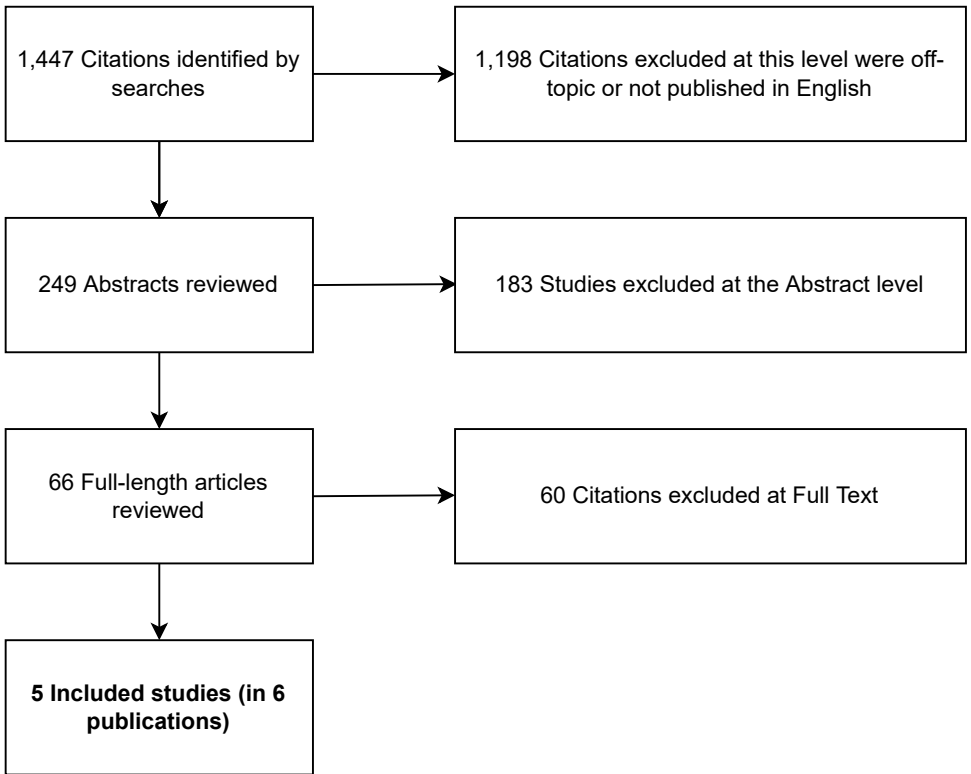 1,447 Citations identified by
searches
1,198 Citations excluded at this level were off-
topic or not published in English
249 Abstracts reviewed
183 Studies excluded at the Abstract level
66 Full-length articles
reviewed
60 Citations excluded at Full Text
5 Included studies (in 6
publications)